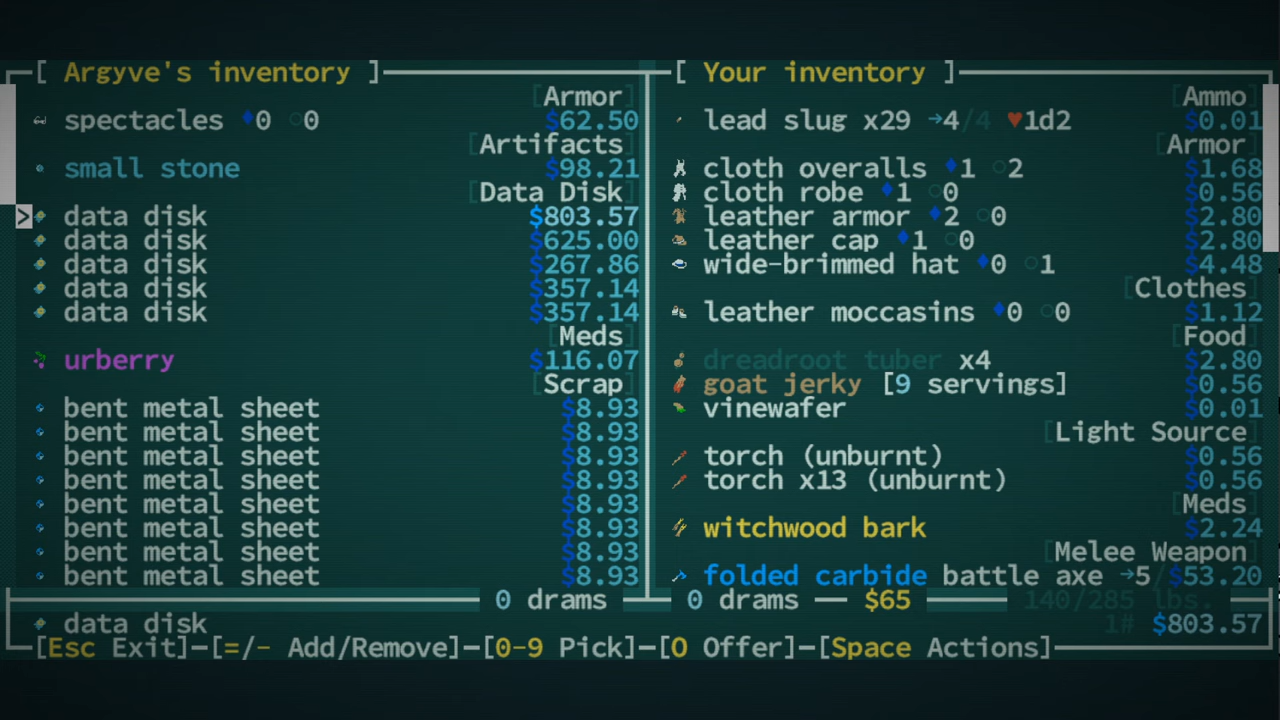 [ Argyve's inventory ]
[Armor]
spectacles ♦0 ○0 $62.50
[Artifacts]
small stone $98.21
[Data Disk]
> data disk $803.57
data disk $625.00
data disk $267.86
data disk $357.14
data disk $357.14
[Meds]
urberry $116.07
[Scrap]
bent metal sheet $8.93
bent metal sheet $8.93
bent metal sheet $8.93
bent metal sheet $8.93
bent metal sheet $8.93
bent metal sheet $8.93
bent metal sheet $8.93
bent metal sheet $8.93
0 drams
[ Your inventory ]
[Ammo]
lead slug x29 →4/4 ♥1d2 $0.01
[Armor]
cloth overalls ♦1 ○2 $1.68
cloth robe ♦1 ○0 $0.56
leather armor ♦2 ○0 $2.80
leather cap ♦1 ○0 $2.80
wide-brimmed hat ♦0 ○1 $4.48
[Clothes]
leather moccasins ♦0 ○0 $1.12
[Food]
dreadroot tuber x4 $2.80
goat jerky [9 servings] $0.56
vinewafer $0.01
[Light Source]
torch (unburnt) $0.56
torch x13 (unburnt) $0.56
[Meds]
witchwood bark $2.24
[Melee Weapon]
folded carbide battle axe →5/$53.20
0 drams — $65 140/285 lbs.
data disk 1# $803.57
[Esc Exit]—[=/- Add/Remove]—[0-9 Pick]—[O Offer]—[Space Actions]